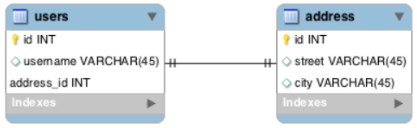 users
id INT
username VARCHAR(45)
address_id INT
Indexes
address
id INT
street VARCHAR(45)
city VARCHAR(45)
Indexes